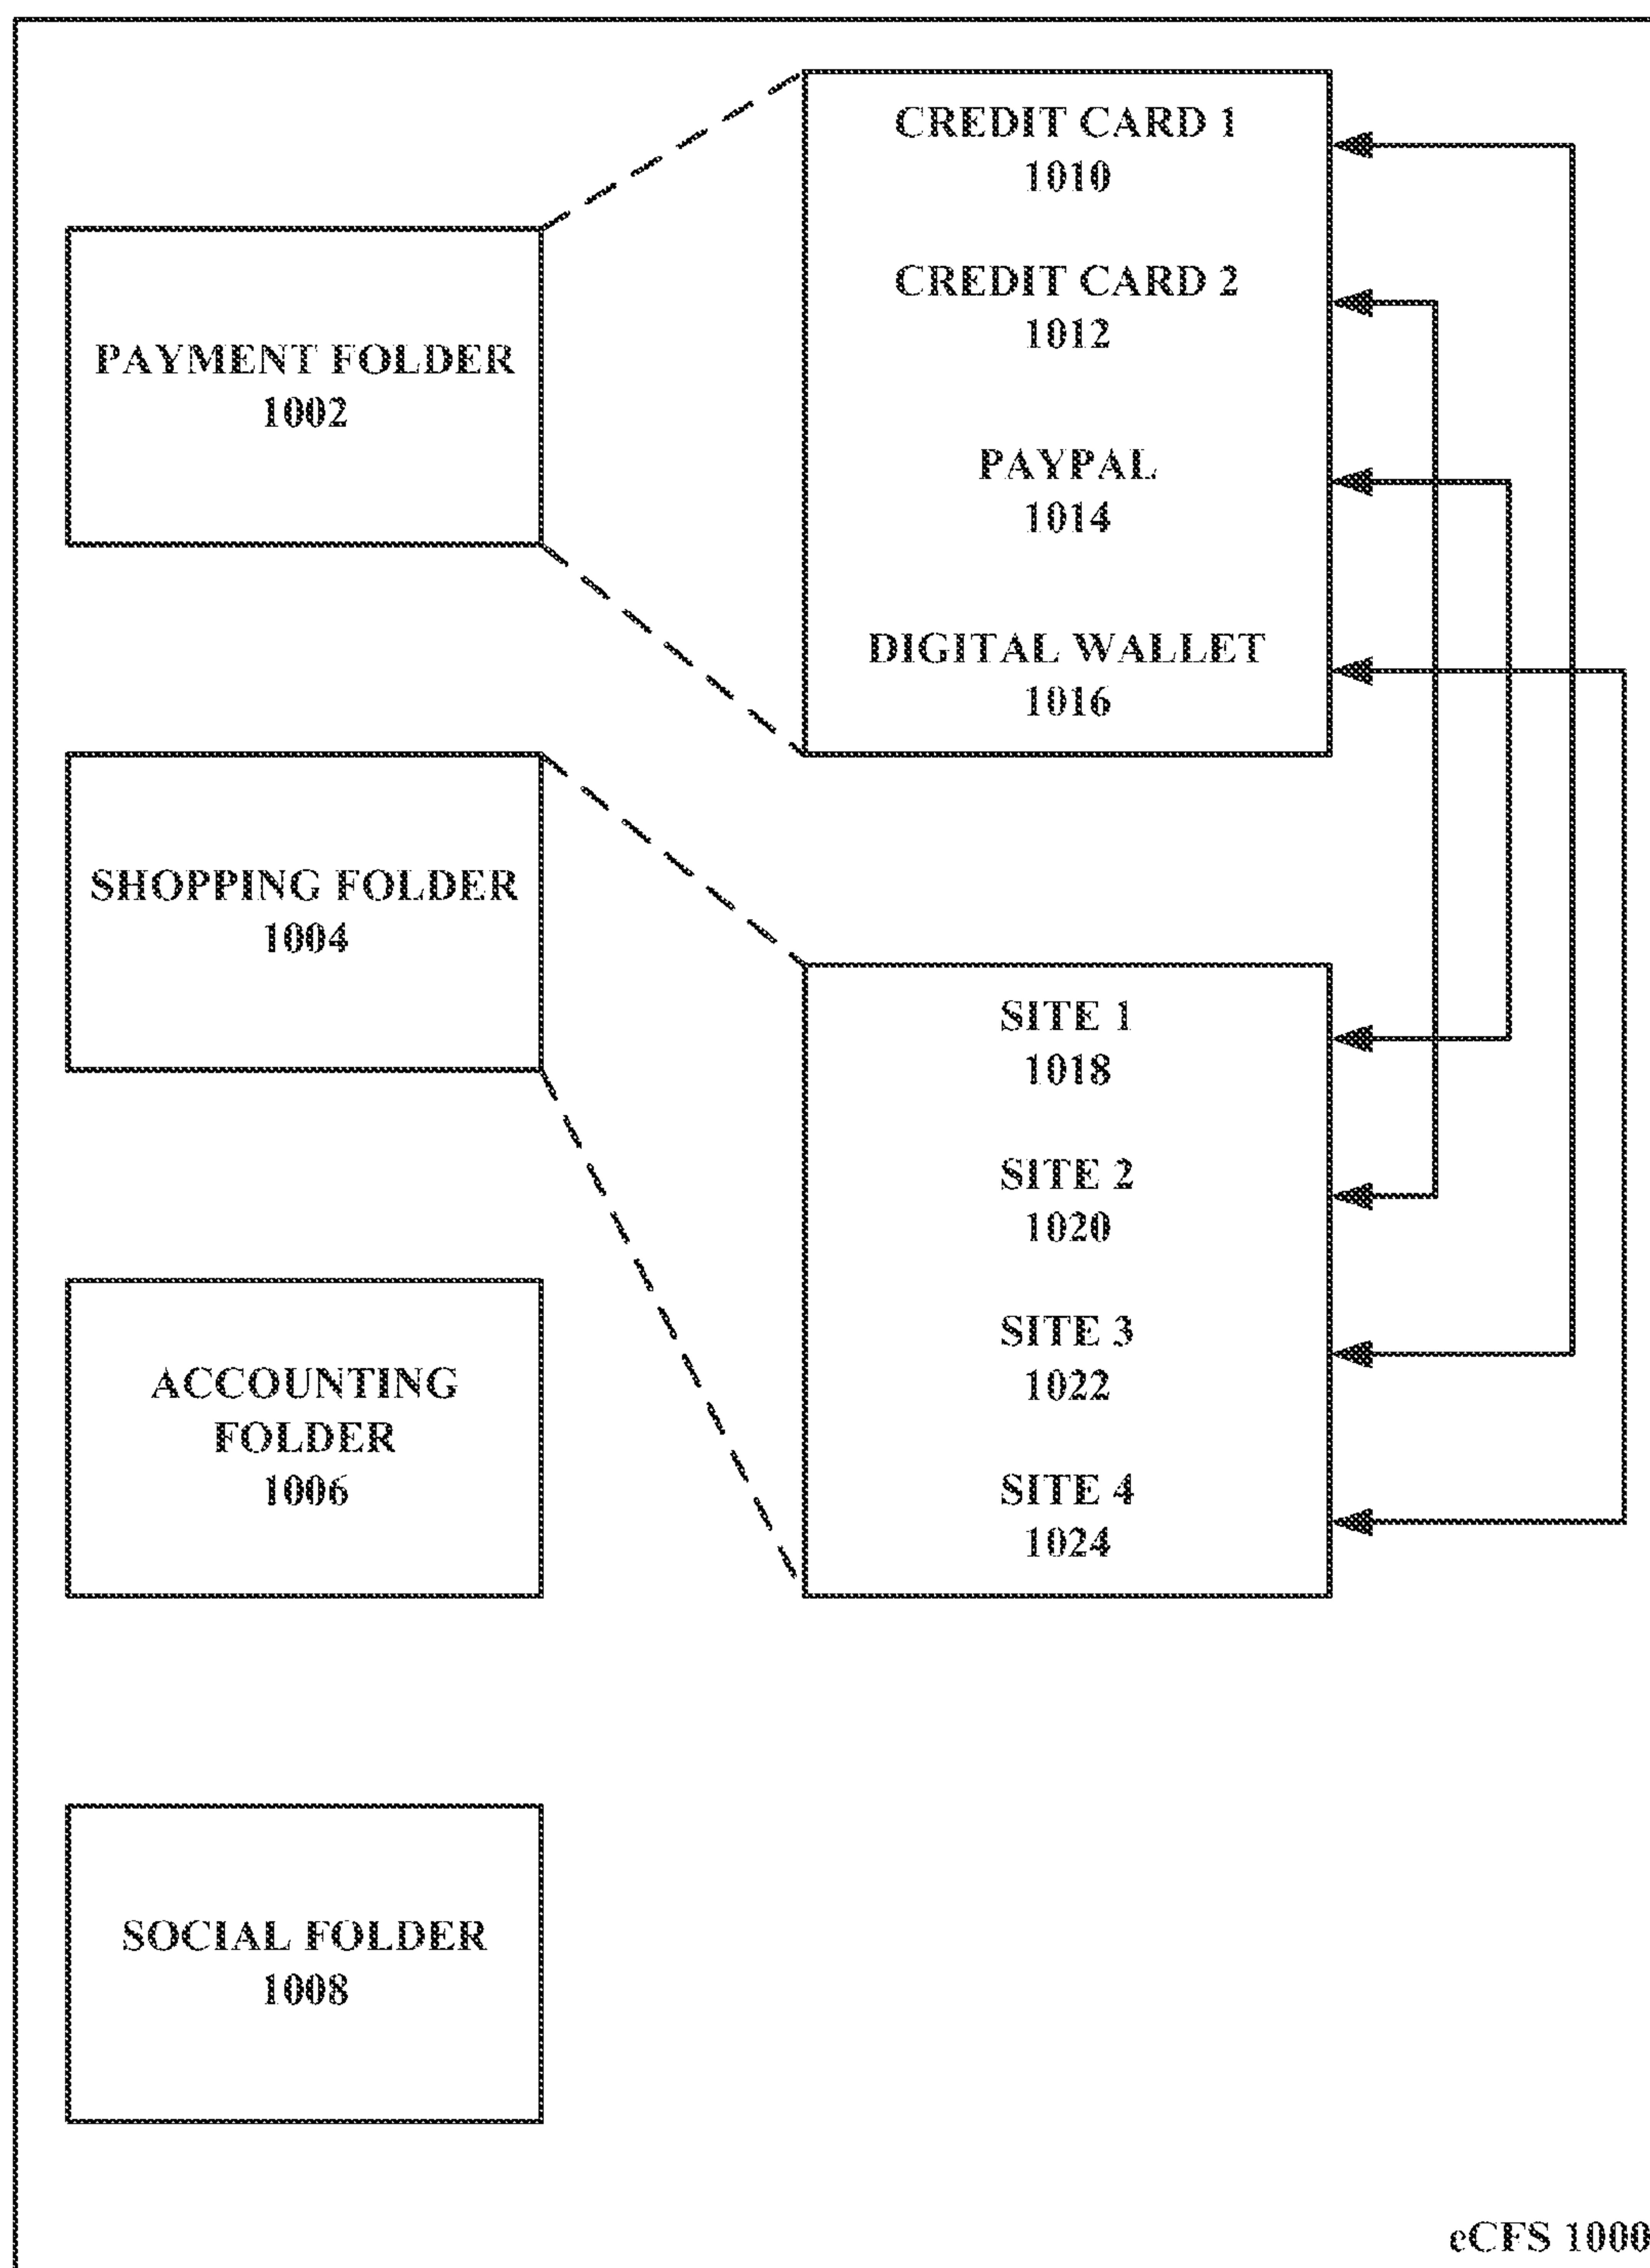 CREDIT CARD 1
1010
CREDIT CARD 2
1012
PAYPAL
1014
DIGITAL WALLET
1016
PAYMENT FOLDER
1002
SHOPPING FOLDER
1004
SITE 1
1018
SITE 2
1020
SITE 3
1022
SITE 4
1024
ACCOUNTING
FOLDER
1006
SOCIAL FOLDER
1008
eCFS 1000